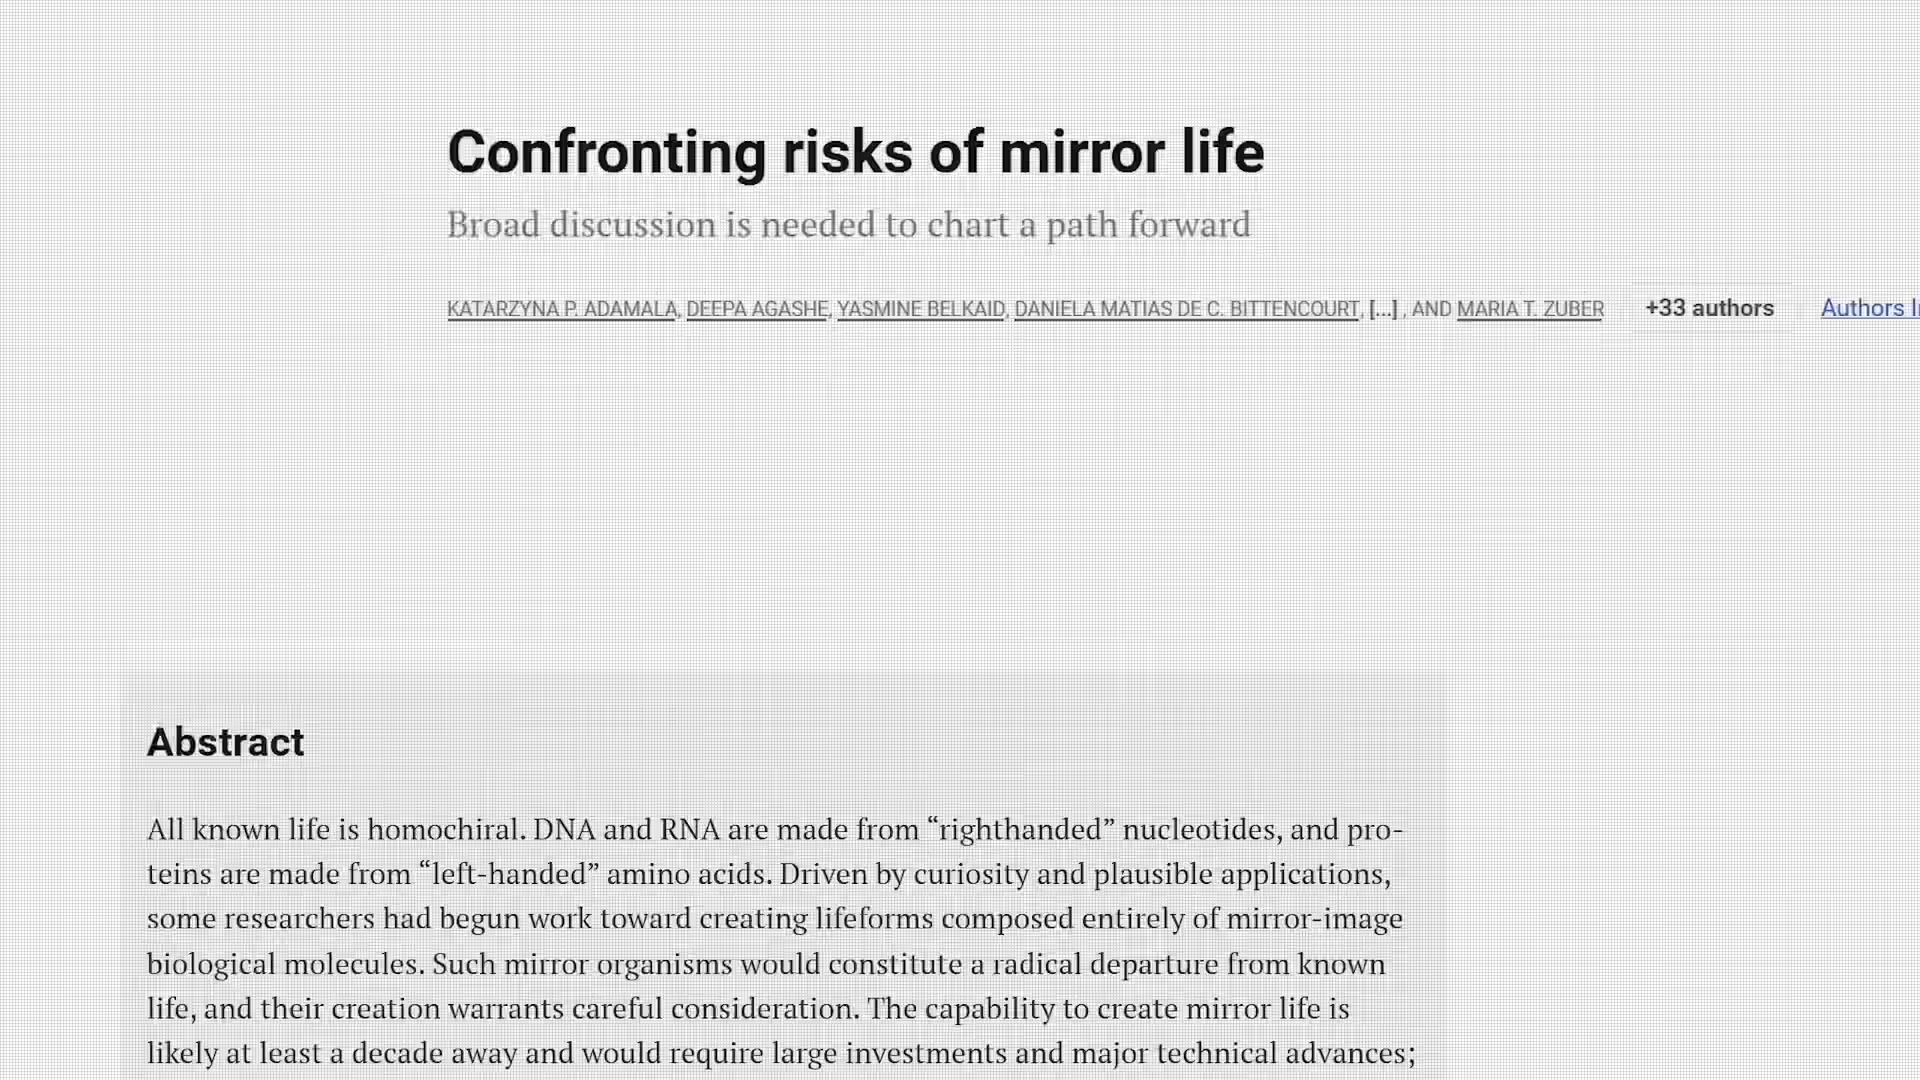 Confronting risks of mirror life
Broad discussion is needed to chart a path forward
KATARZYNA P. ADAMALA, DEEPA AGASHE, YASMINE BELKAID, DANIELA MATIAS DE C. BITTENCOURT, [...] , AND MARIA T. ZUBER +33 authors Authors
Abstract
All known life is homochiral. DNA and RNA are made from “righthanded” nucleotides, and pro-
teins are made from “left-handed” amino acids. Driven by curiosity and plausible applications,
some researchers had begun work toward creating lifeforms composed entirely of mirror-image
biological molecules. Such mirror organisms would constitute a radical departure from known
life, and their creation warrants careful consideration. The capability to create mirror life is
likely at least a decade away and would require large investments and major technical advances;